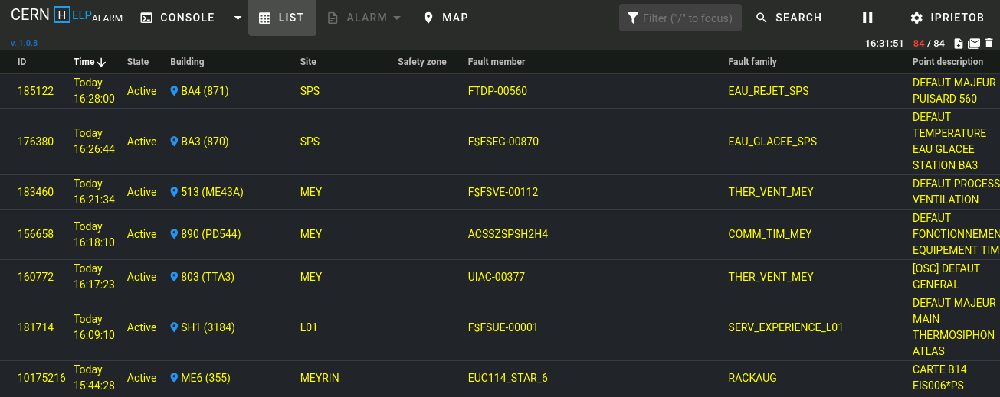 CERN HELP ALARM CONSOLE LIST ALARM MAP Filter ("/" to focus) SEARCH IPRIETOB
v. 1.0.8 16:31:51 84 / 84
ID Time State Building Site Safety zone Fault member Fault family Point description
185122 Today 16:28:00 Active BA4 (871) SPS FTDP-00560 EAU_REJET_SPS DEFAUT MAJEUR PUISARD 560
176380 Today 16:26:44 Active BA3 (870) SPS F$FSEG-00870 EAU_GLACEE_SPS DEFAUT TEMPERATURE EAU GLACEE STATION BA3
183460 Today 16:21:34 Active 513 (ME43A) MEY F$FSVE-00112 THER_VENT_MEY DEFAUT PROCESS VENTILATION
156658 Today 16:18:10 Active 890 (PD544) MEY ACSSZSPSH2H4 COMM_TIM_MEY DEFAUT FONCTIONNEMEN EQUIPEMENT TIM
160772 Today 16:17:23 Active 803 (TTA3) MEY UIAC-00377 THER_VENT_MEY [OSC] DEFAUT GENERAL
181714 Today 16:09:10 Active SH1 (3184) L01 F$FSUE-00001 SERV_EXPERIENCE_L01 DEFAUT MAJEUR MAIN THERMOSIPHON ATLAS
10175216 Today 15:44:28 Active ME6 (355) MEYRIN EUC114_STAR_6 RACKAUG CARTE B14 EIS006*PS